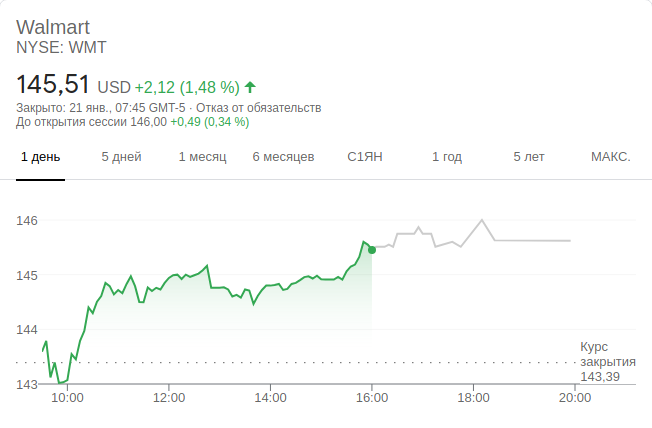 Walmart
NYSE: WMT
145,51 USD +2,12 (1,48 %)
Закрыто: 21 янв., 07:45 GMT-5 · Отказ от обязательств
До открытия сессии 146,00 +0,49 (0,34 %)
1 день 5 дней 1 месяц 6 месяцев С1ЯН 1 год 5 лет МАКС.
146
145
144
143
Курс
закрытия
143,39
10:00 12:00 14:00 16:00 18:00 20:00